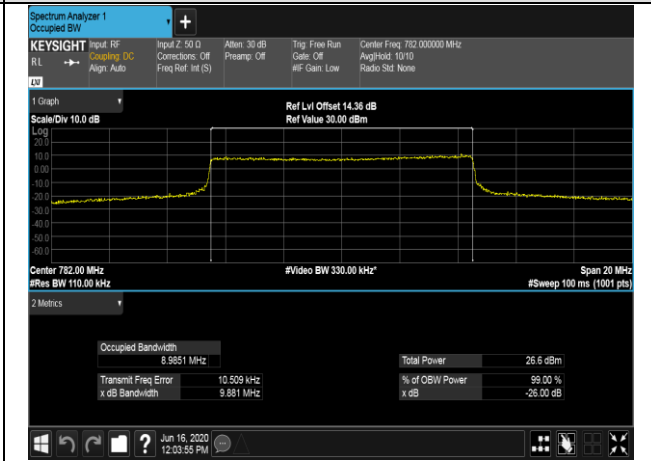 Spectrum Analyzer 1
Occupied BW
+
KEYSIGHT Input: RF Input Z: 50 Ω Atten: 30 dB Trig: Free Run Center Freq: 782.000000 MHz
RL Coupling: DC Corrections: Off Preamp: Off Gate: Off Avg|Hold: 10/10
Align: Auto Freq Ref: Int (S) #IF Gain: Low Radio Std: None
LXI
1 Graph Ref Lvl Offset 14.36 dB
Scale/Div 10.0 dB Ref Value 30.00 dBm
Log
20.0
10.0
0.00
-10.0
-20.0
-30.0
-40.0
-50.0
-60.0
Center 782.00 MHz #Video BW 330.00 kHz* Span 20 MHz
#Res BW 110.00 kHz #Sweep 100 ms (1001 pts)
2 Metrics
Occupied Bandwidth
8.9851 MHz Total Power 26.6 dBm
Transmit Freq Error 10.509 kHz % of OBW Power 99.00 %
x dB Bandwidth 9.881 MHz x dB -26.00 dB
? Jun 16, 2020
12:03:55 PM